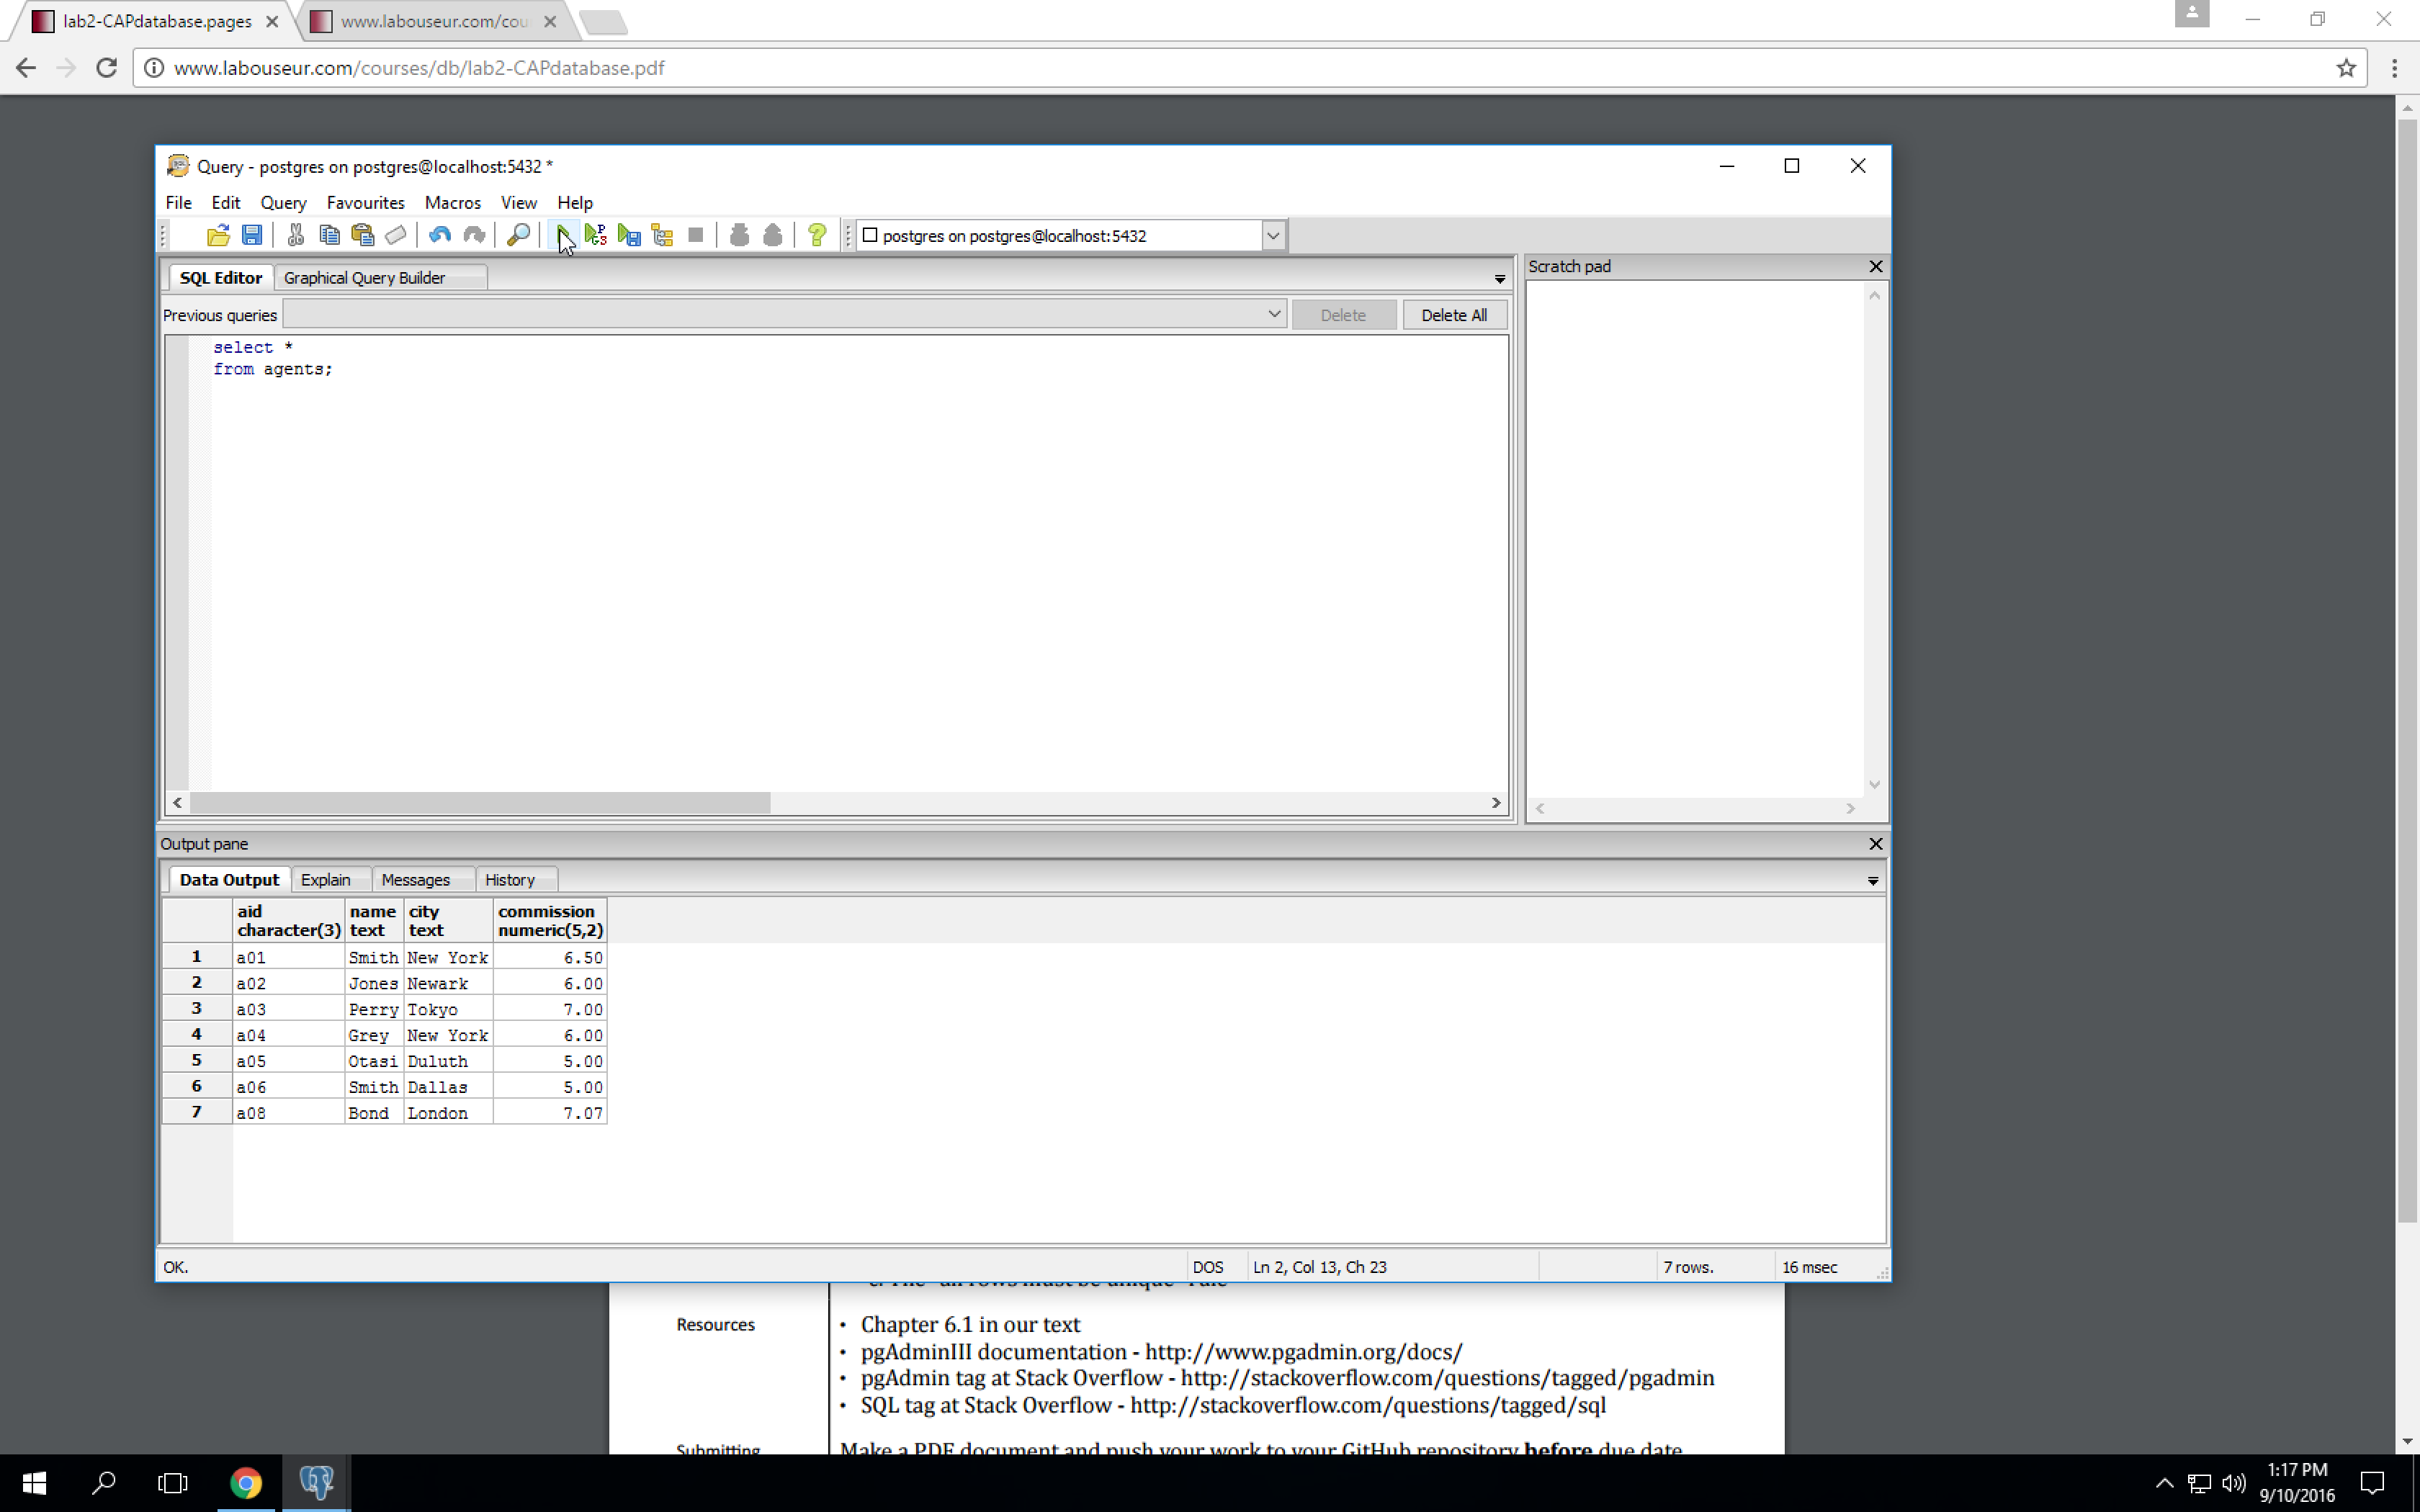 lab2-CAPdatabase.pages
www.labouseur.com/cou
www.labouseur.com/courses/db/lab2-CAPdatabase.pdf
Query - postgres on postgres@localhost:5432 *
File Edit Query Favourites Macros View Help
postgres on postgres@localhost:5432
SQL Editor Graphical Query Builder
Scratch pad
Previous queries Delete Delete All
select *
from agents;
Output pane
Data Output Explain Messages History
aid name city commission
character(3) text text numeric(5,2)
1 a01 Smith New York 6.50
2 a02 Jones Newark 6.00
3 a03 Perry Tokyo 7.00
4 a04 Grey New York 6.00
5 a05 Otasi Duluth 5.00
6 a06 Smith Dallas 5.00
7 a08 Bond London 7.07
OK. DOS Ln 2, Col 13, Ch 23 7 rows. 16 msec
Resources • Chapter 6.1 in our text
• pgAdminIII documentation - http://www.pgadmin.org/docs/
• pgAdmin tag at Stack Overflow - http://stackoverflow.com/questions/tagged/pgadmin
• SQL tag at Stack Overflow - http://stackoverflow.com/questions/tagged/sql
Submitting Make a PDF document and push your work to your GitHub repository before due date
1:17 PM
9/10/2016